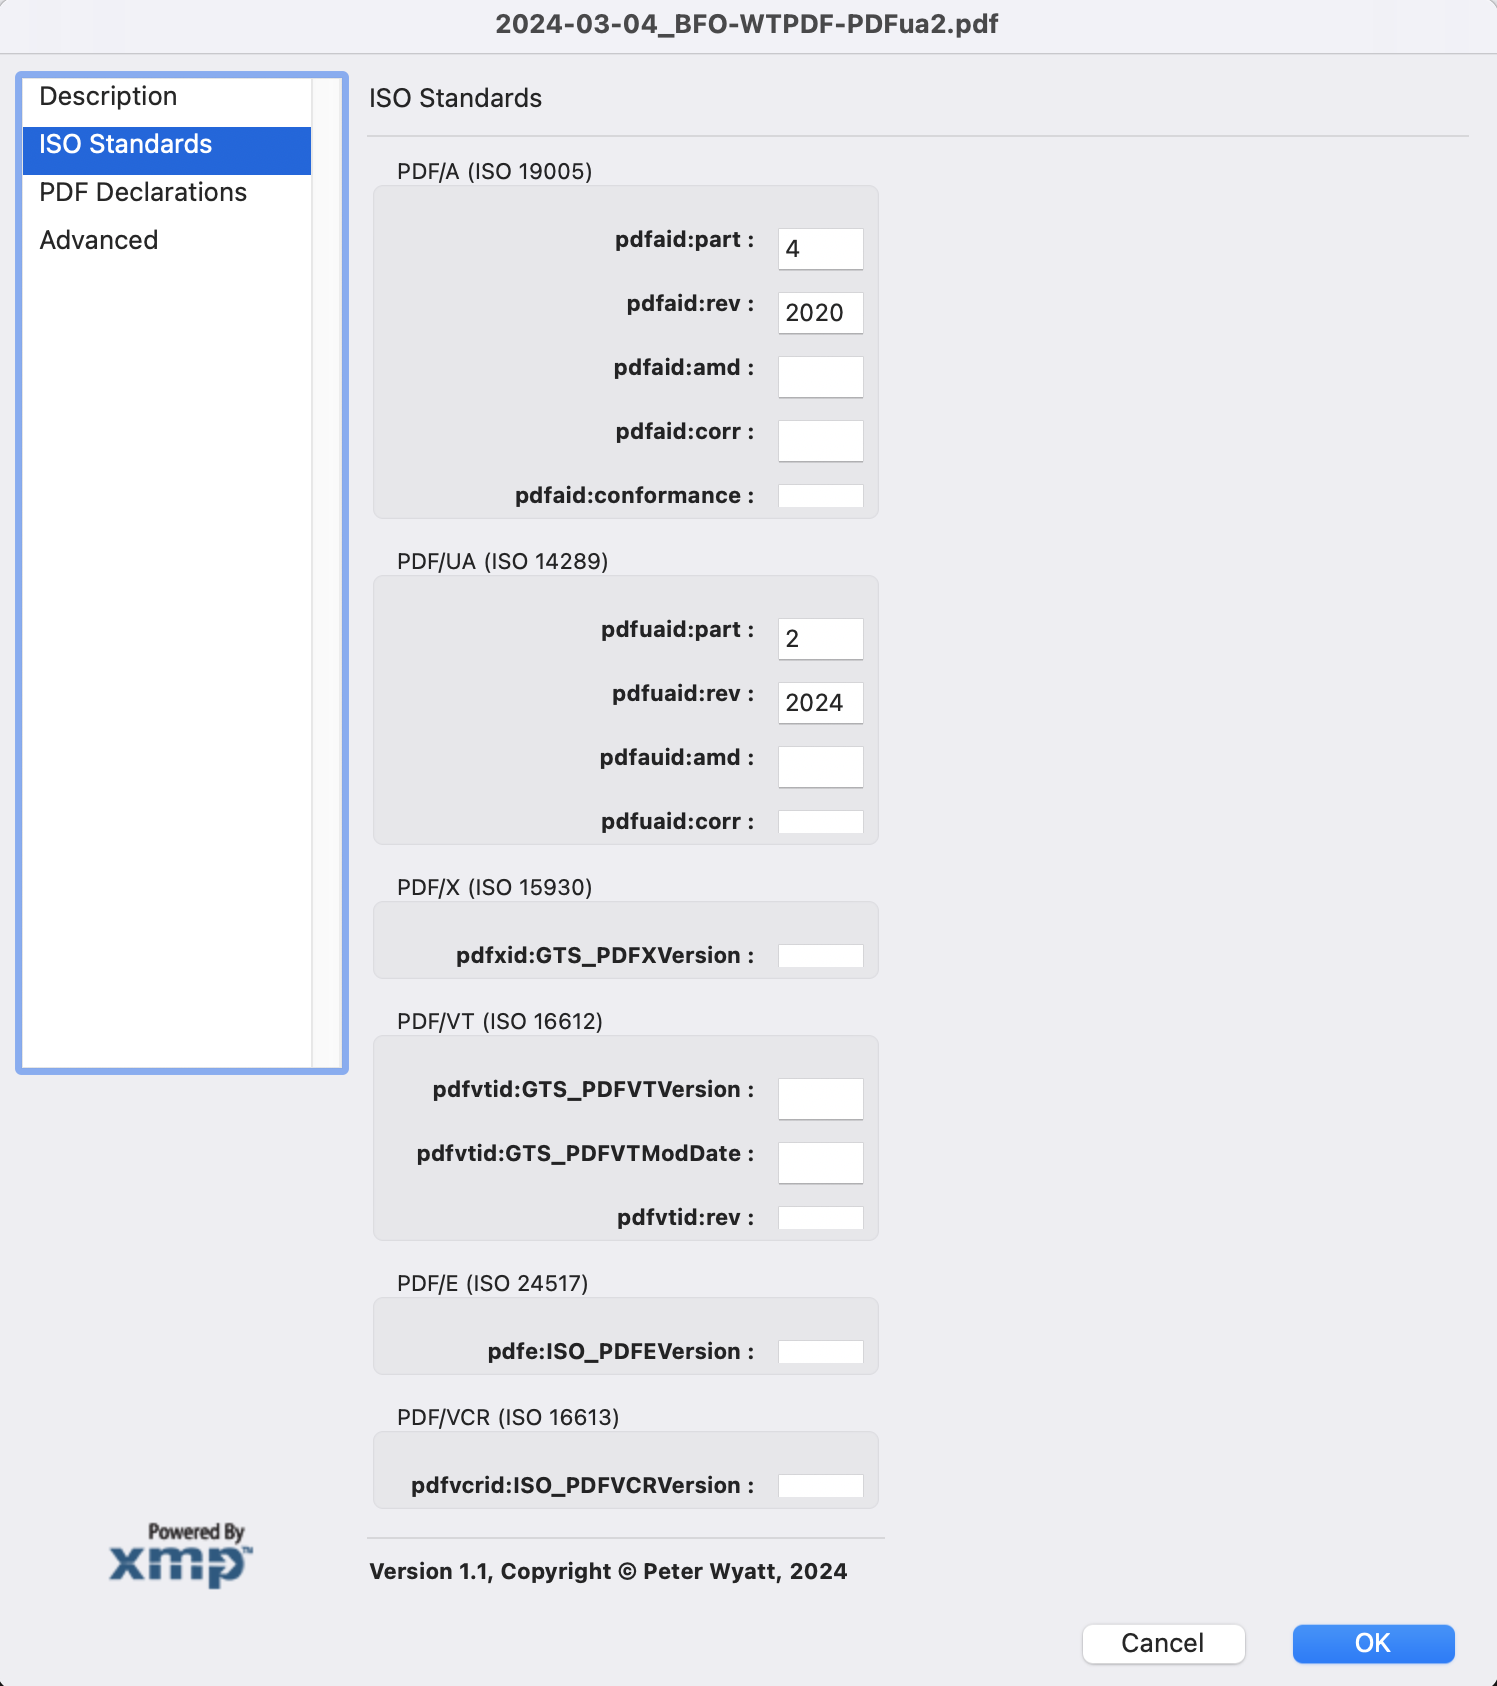 2024-03-04_BFO-WTPDF-PDFua2.pdf
Description
ISO Standards
PDF Declarations
Advanced
ISO Standards
PDF/A (ISO 19005)
pdfaid:part : 4
pdfaid:rev : 2020
pdfaid:amd :
pdfaid:corr :
pdfaid:conformance :
PDF/UA (ISO 14289)
pdfuaid:part : 2
pdfuaid:rev : 2024
pdfauid:amd :
pdfuaid:corr :
PDF/X (ISO 15930)
pdfxid:GTS_PDFXVersion :
PDF/VT (ISO 16612)
pdfvtid:GTS_PDFVTVersion :
pdfvtid:GTS_PDFVTModDate :
pdfvtid:rev :
PDF/E (ISO 24517)
pdfe:ISO_PDFEVersion :
PDF/VCR (ISO 16613)
pdfvcrid:ISO_PDFVCRVersion :
Powered By
xmp™
Version 1.1, Copyright © Peter Wyatt, 2024
Cancel
OK